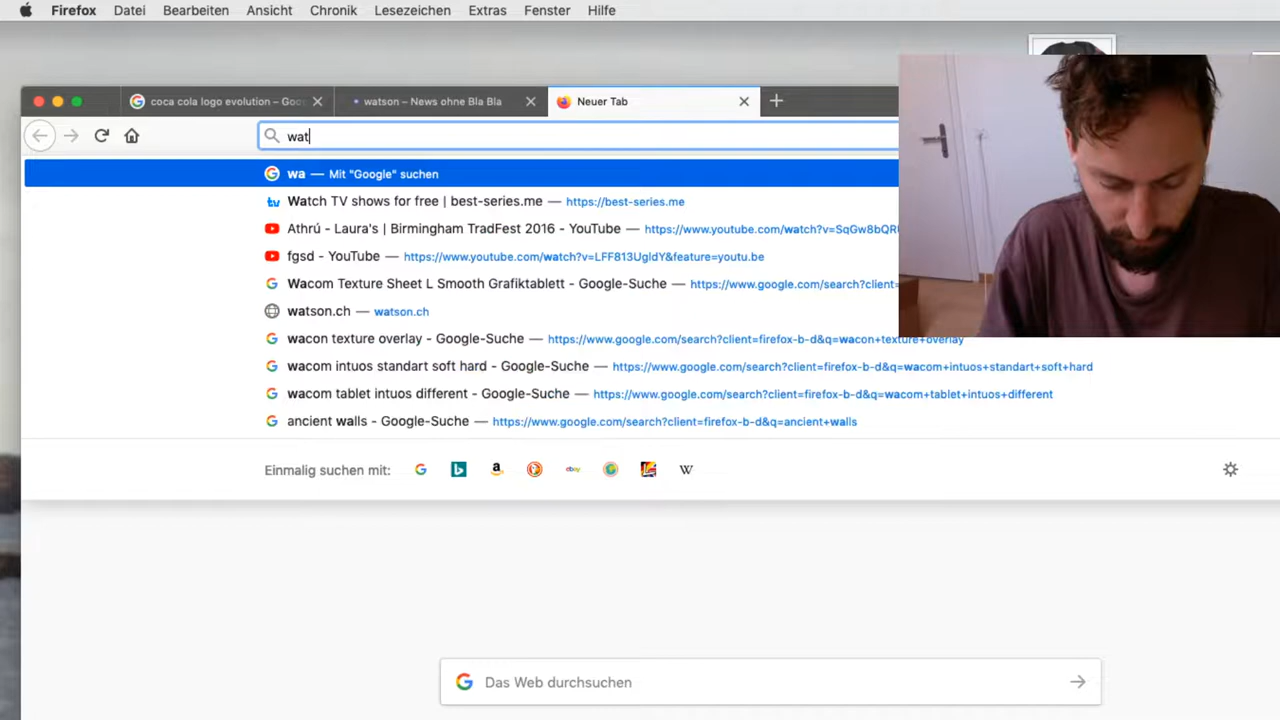 Firefox Datei Bearbeiten Ansicht Chronik Lesezeichen Extras Fenster Hilfe
coca cola logo evolution – Goo watson – News ohne Bla Bla Neuer Tab
wat
wa — Mit "Google" suchen
Watch TV shows for free | best-series.me — https://best-series.me
Athrú - Laura's | Birmingham TradFest 2016 - YouTube — https://www.youtube.com/watch?v=SqGw8bQR
fgsd - YouTube — https://www.youtube.com/watch?v=LFF813UgldY&feature=youtu.be
Wacom Texture Sheet L Smooth Grafiktablett - Google-Suche — https://www.google.com/search?client=
watson.ch — watson.ch
wacon texture overlay - Google-Suche — https://www.google.com/search?client=firefox-b-d&q=wacon+texture+overlay
wacom intuos standart soft hard - Google-Suche — https://www.google.com/search?client=firefox-b-d&q=wacom+intuos+standart+soft+hard
wacom tablet intuos different - Google-Suche — https://www.google.com/search?client=firefox-b-d&q=wacom+tablet+intuos+different
ancient walls - Google-Suche — https://www.google.com/search?client=firefox-b-d&q=ancient+walls
Einmalig suchen mit: G b a ebay W
G Das Web durchsuchen